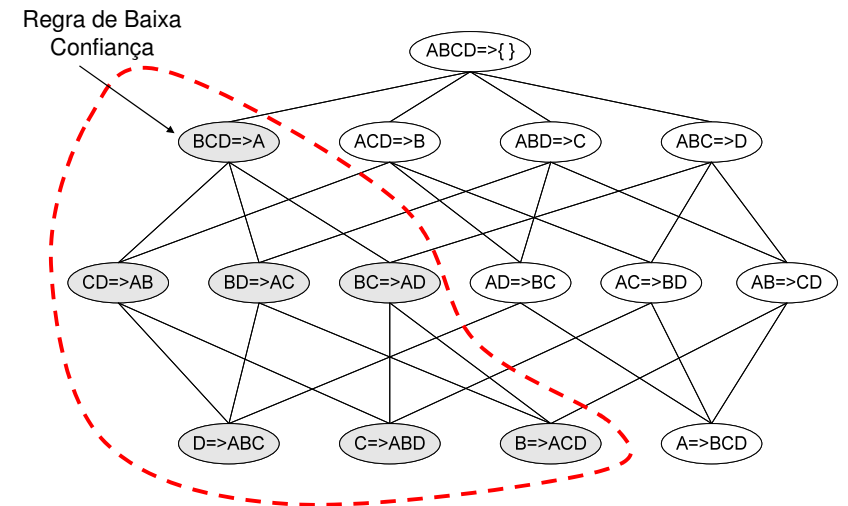 Regra de Baixa
Confiança
ABCD=>{ }
BCD=>A
ACD=>B
ABD=>C
ABC=>D
CD=>AB
BD=>AC
BC=>AD
AD=>BC
AC=>BD
AB=>CD
D=>ABC
C=>ABD
B=>ACD
A=>BCD